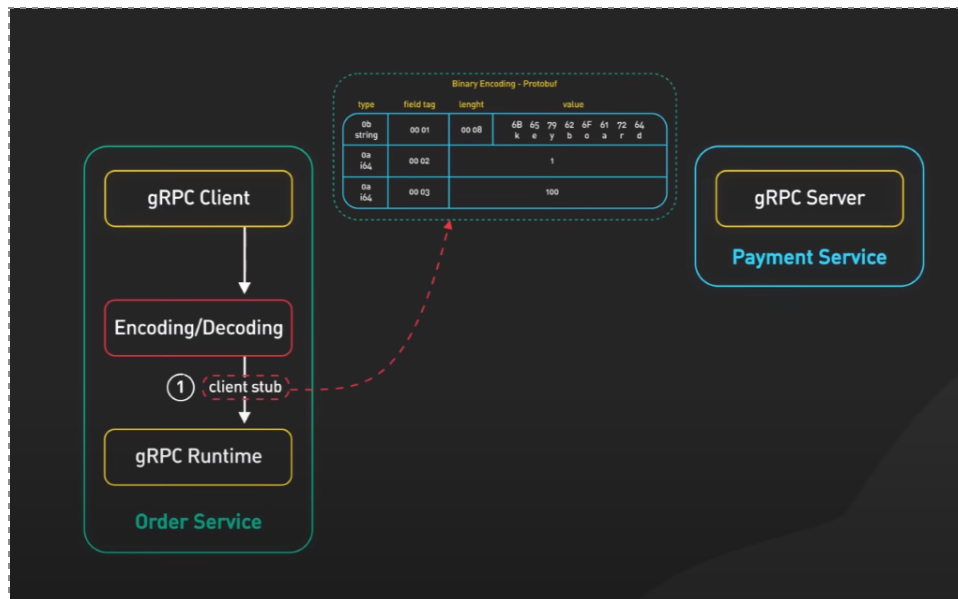 Binary Encoding - Protobuf
type field tag lenght value
0b string 00 01 00 08 6B 65 79 62 6F 61 72 64
k e y b o a r d
0a i64 00 02 1
0a i64 00 03 100
gRPC Client
Encoding/Decoding
1 client stub
gRPC Runtime
Order Service
gRPC Server
Payment Service